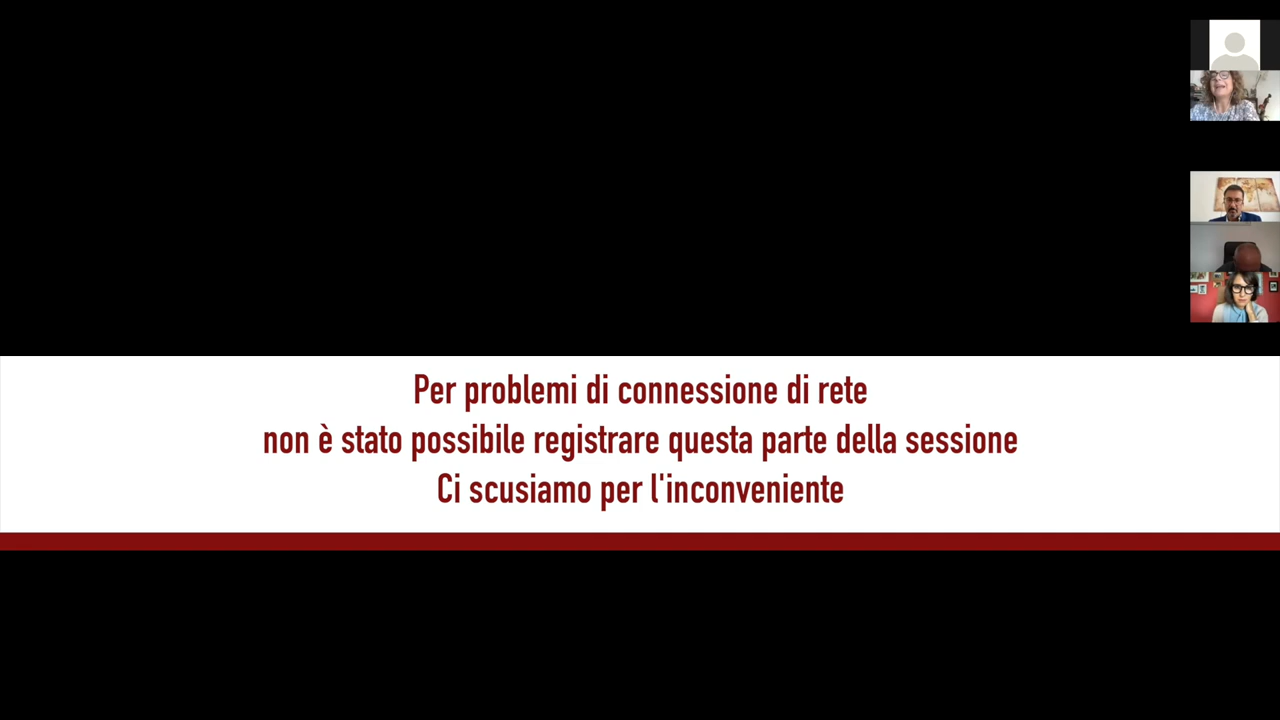 Per problemi di connessione di rete
non è stato possibile registrare questa parte della sessione
Ci scusiamo per l'inconveniente